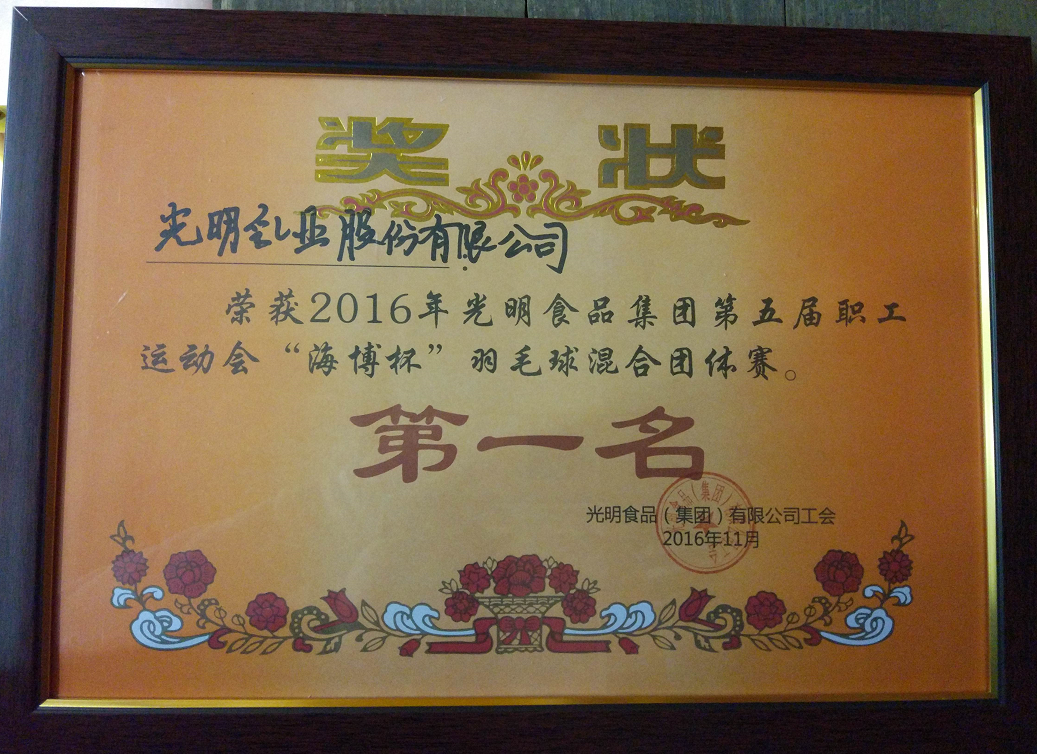 奖状
光明乳业股份有限公司
荣获2016年光明食品集团第五届职工
运动会“海博杯”羽毛球混合团体赛。
第一名
光明食品（集团）有限公司工会
2016年11月